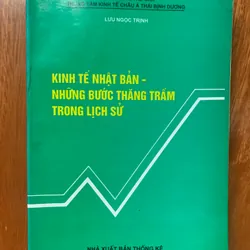 TRUNG TÂM KINH TẾ CHÂU Á THÁI BÌNH DƯƠNG
LƯU NGỌC TRỊNH
KINH TẾ NHẬT BẢN -
NHỮNG BƯỚC THĂNG TRẦM
TRONG LỊCH SỬ
NHÀ XUẤT BẢN THỐNG KÊ